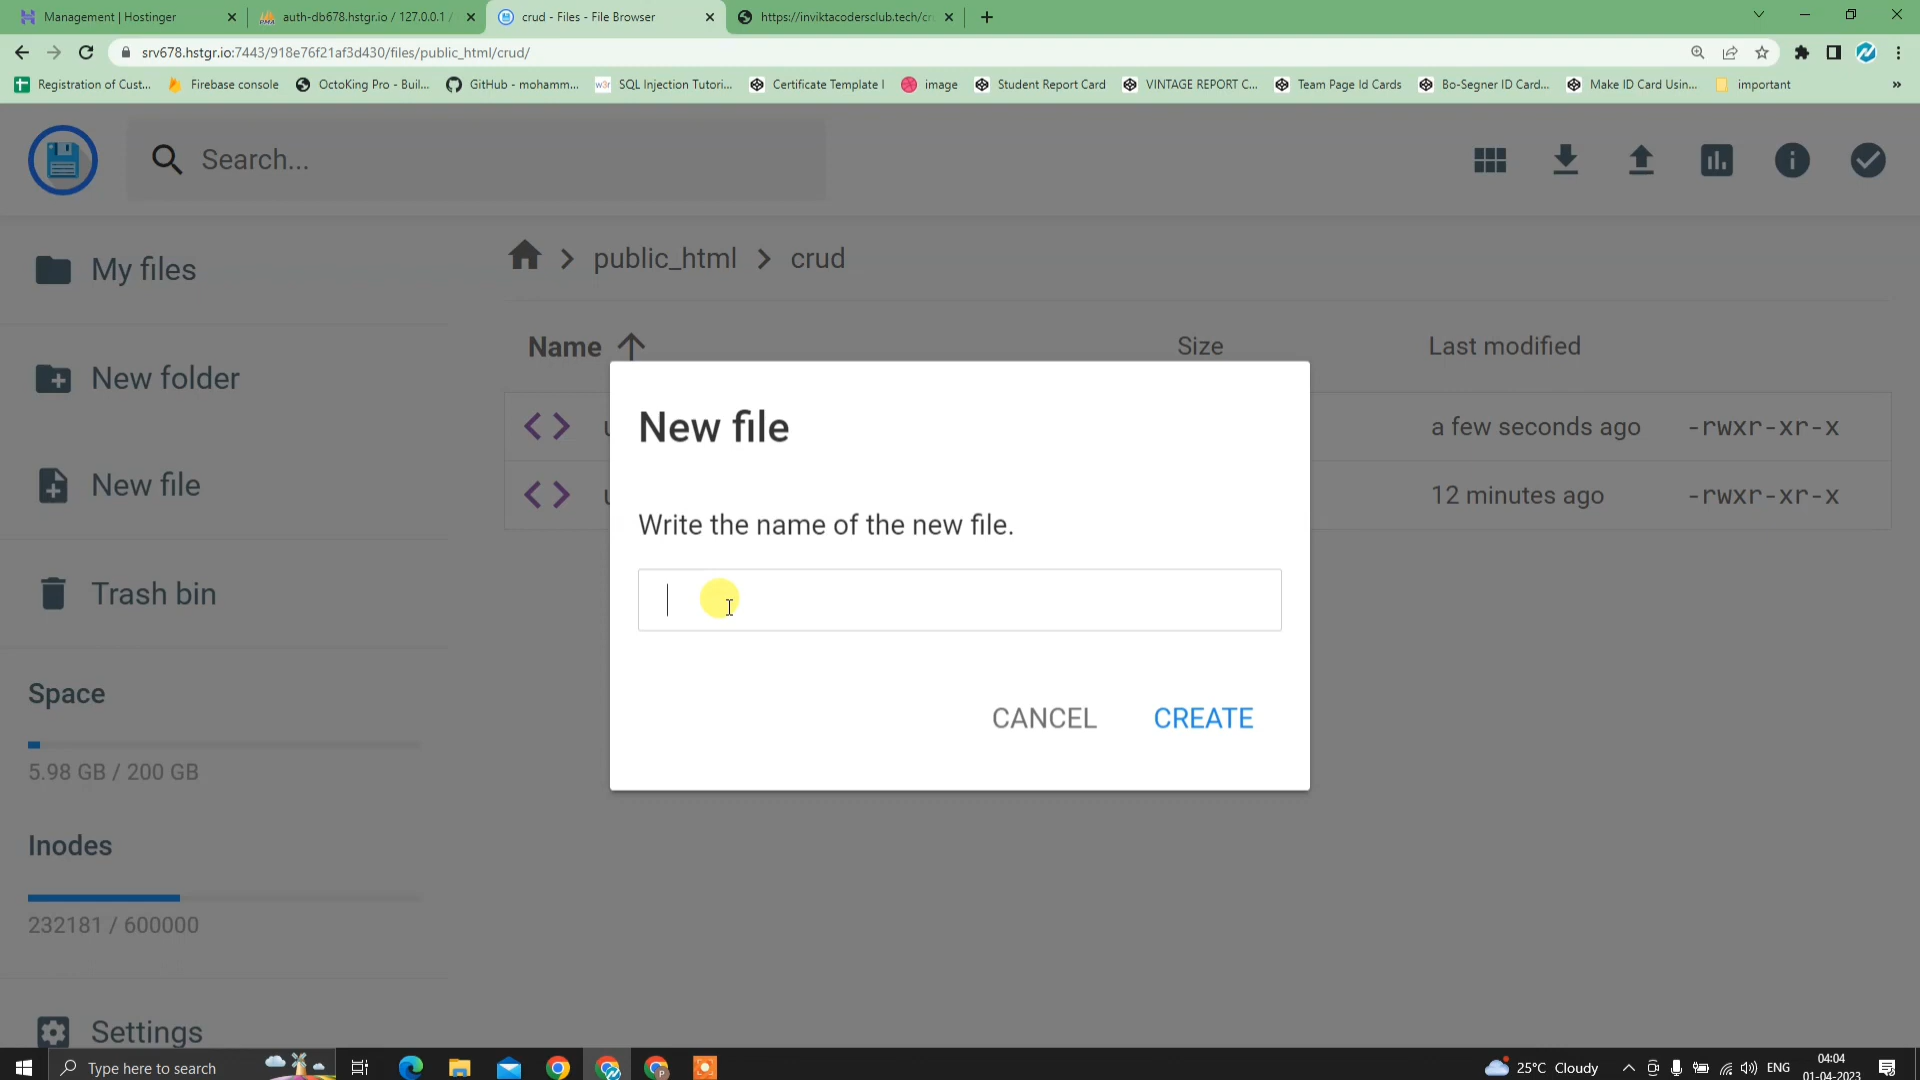 Management | Hostinger
auth-db678.hstgr.io / 127.0.0.1 /
crud - Files - File Browser
https://inviktacodersclub.tech/cr
srv678.hstgr.io:7443/918e76f21af3d430/files/public_html/crud/
Registration of Cust...
Firebase console
OctoKing Pro - Buil...
GitHub - mohamm...
w3r
SQL Injection Tutori...
Certificate Template I
image
Student Report Card
VINTAGE REPORT C...
Team Page Id Cards
Bo-Segner ID Card...
Make ID Card Usin...
important
»
Search...
My files
New folder
New file
Trash bin
Space
5.98 GB / 200 GB
Inodes
232181 / 600000
Settings
public_html
crud
Name
Size
Last modified
u
a few seconds ago
-rwxr-xr-x
u
12 minutes ago
-rwxr-xr-x
New file
Write the name of the new file.
CANCEL
CREATE
Type here to search
25°C Cloudy
ENG
04:04
01-04-2023